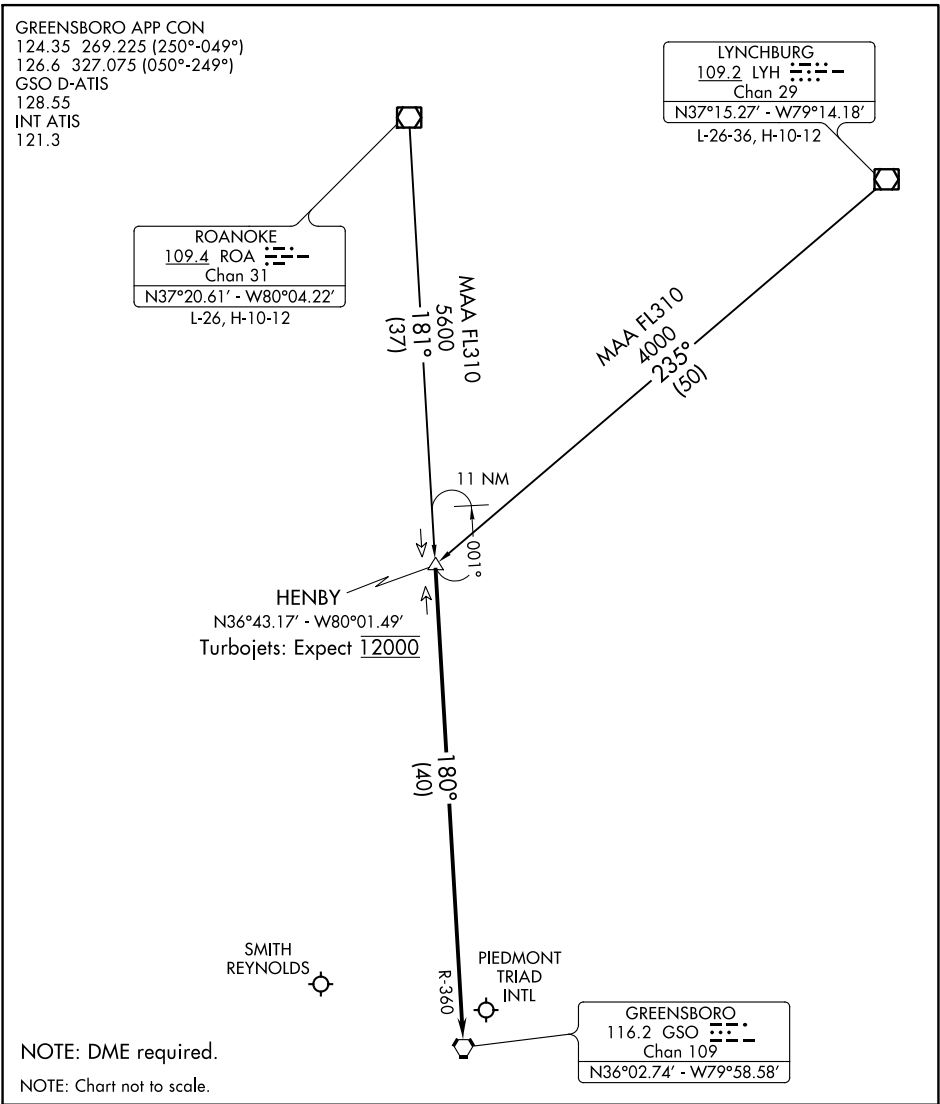 GREENSBORO APP CON
124.35 269.225 (250°-049°)
126.6 327.075 (050°-249°)
GSO D-ATIS
128.55
INT ATIS
121.3
LYNCHBURG
109.2 LYH
Chan 29
N37°15.27' - W79°14.18'
L-26-36, H-10-12
ROANOKE
109.4 ROA
Chan 31
N37°20.61' - W80°04.22'
L-26, H-10-12
MAA FL310
5600
181°
(37)
MAA FL310
4000
235°
(50)
11 NM
001°
HENBY
N36°43.17' - W80°01.49'
Turbojets: Expect 12000
180°
(40)
SMITH
REYNOLDS
R-360
PIEDMONT
TRIAD
INTL
GREENSBORO
116.2 GSO
Chan 109
N36°02.74' - W79°58.58'
NOTE: DME required.
NOTE: Chart not to scale.